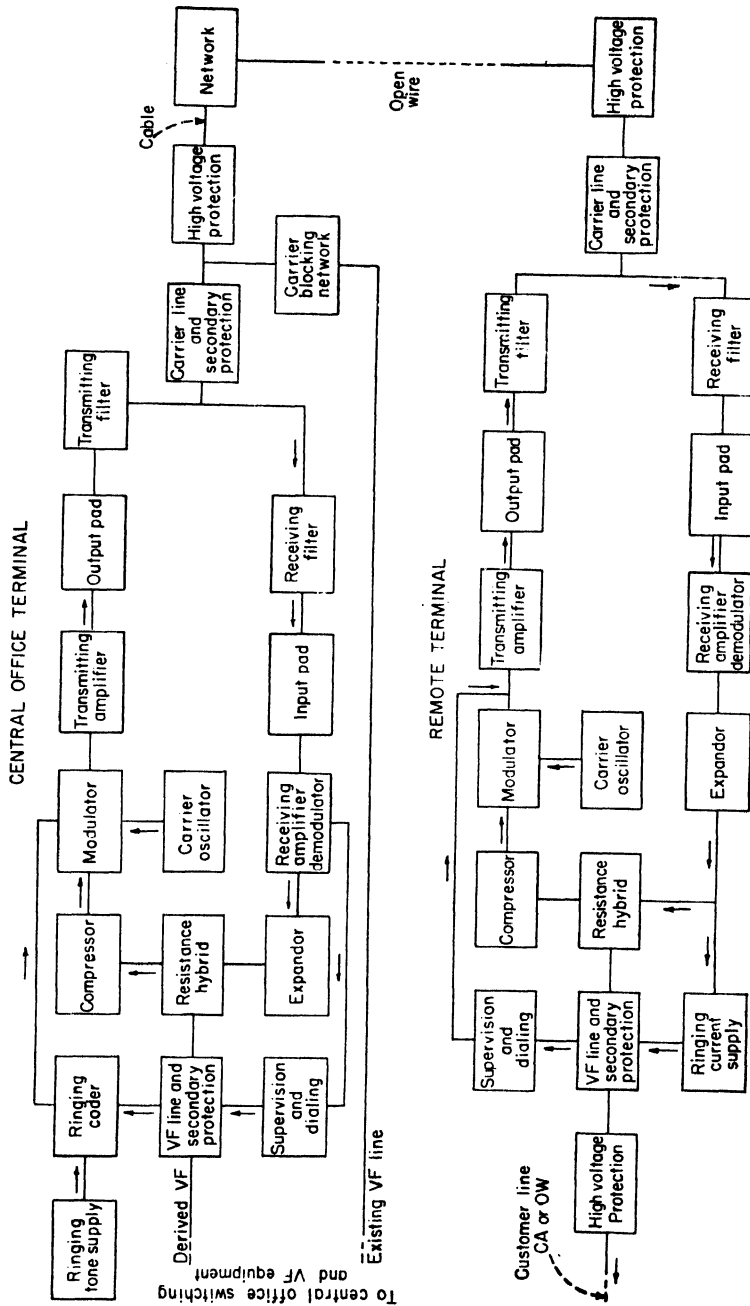 CENTRAL OFFICE TERMINAL
Ringing
tone supply
Ringing
coder
Compressor
Modulator
Transmitting
amplifier
Output pad
Transmitting
filter
Carrier
oscillator
VF line and
secondary
protection
Resistance
hybrid
Supervision
and
dialing
Expandor
Receiving
amplifier
demodulator
Input pad
Receiving
filter
Carrier line
and
secondary
protection
High voltage
protection
Cable
Network
Carrier
blocking
network
Derived VF
Existing VF line
To central office switching
and VF equipment
Open
wire
REMOTE TERMINAL
Customer line
CA or OW
High voltage
Protection
Supervision
and
dialing
VF line and
secondary
protection
Ringing
current
supply
Compressor
Resistance
hybrid
Modulator
Carrier
oscillator
Expandor
Transmitting
amplifier
Output pad
Transmitting
filter
Receiving
amplifier
demodulator
Input pad
Receiving
filter
Carrier line
and
secondary
protection
High voltage
protection